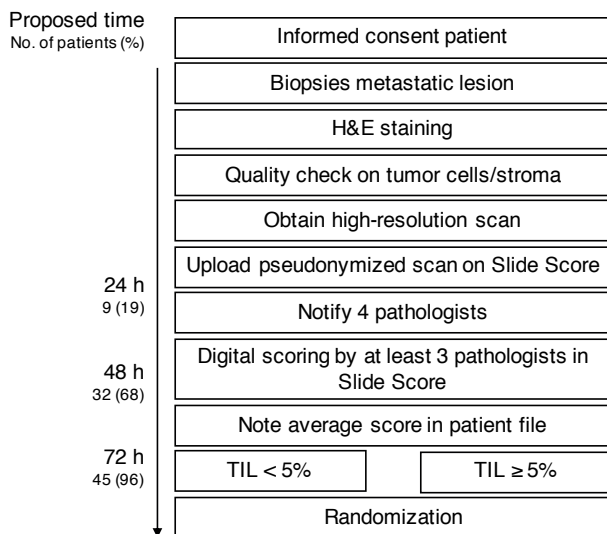 Proposed time
No. of patients (%)
Informed consent patient
Biopsies metastatic lesion
H&E staining
Quality check on tumor cells/stroma
Obtain high-resolution scan
Upload pseudonymized scan on Slide Score
24 h
9 (19)
Notify 4 pathologists
Digital scoring by at least 3 pathologists in
Slide Score
48 h
32 (68)
Note average score in patient file
72 h
45 (96)
TIL < 5%
TIL ≥ 5%
Randomization